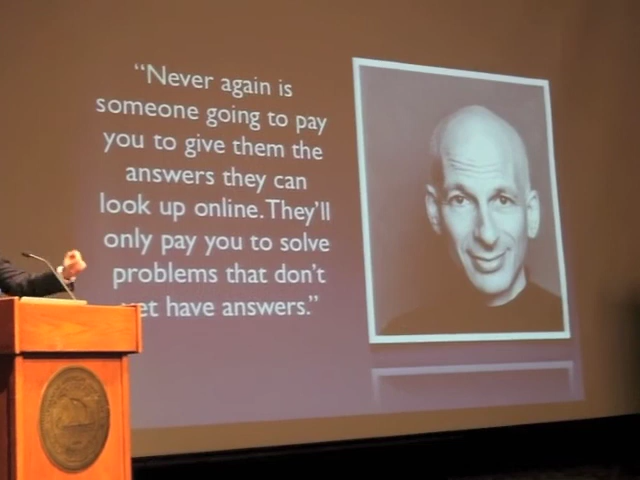 “Never again is
someone going to pay
you to give them the
answers they can
look up online. They’ll
only pay you to solve
problems that don’t
yet have answers.”